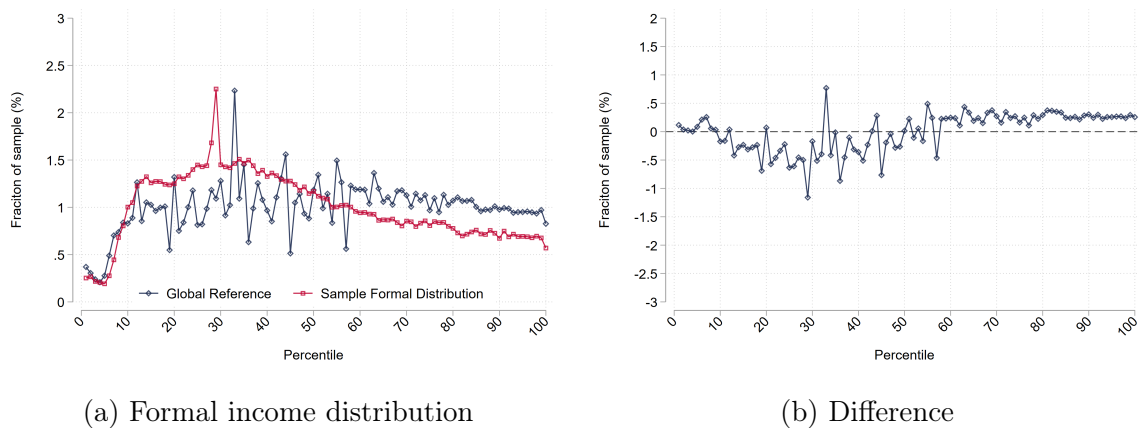 Fraction of sample (%)
3
2.5
2
1.5
1
.5
0
0 10 20 30 40 50 60 70 80 90 100
Percentile
Global Reference Sample Formal Distribution
(a) Formal income distribution
Fraction of sample (%)
2
1.5
1
.5
0
-.5
-1
-1.5
-2
-2.5
-3
0 10 20 30 40 50 60 70 80 90 100
Percentile
(b) Difference